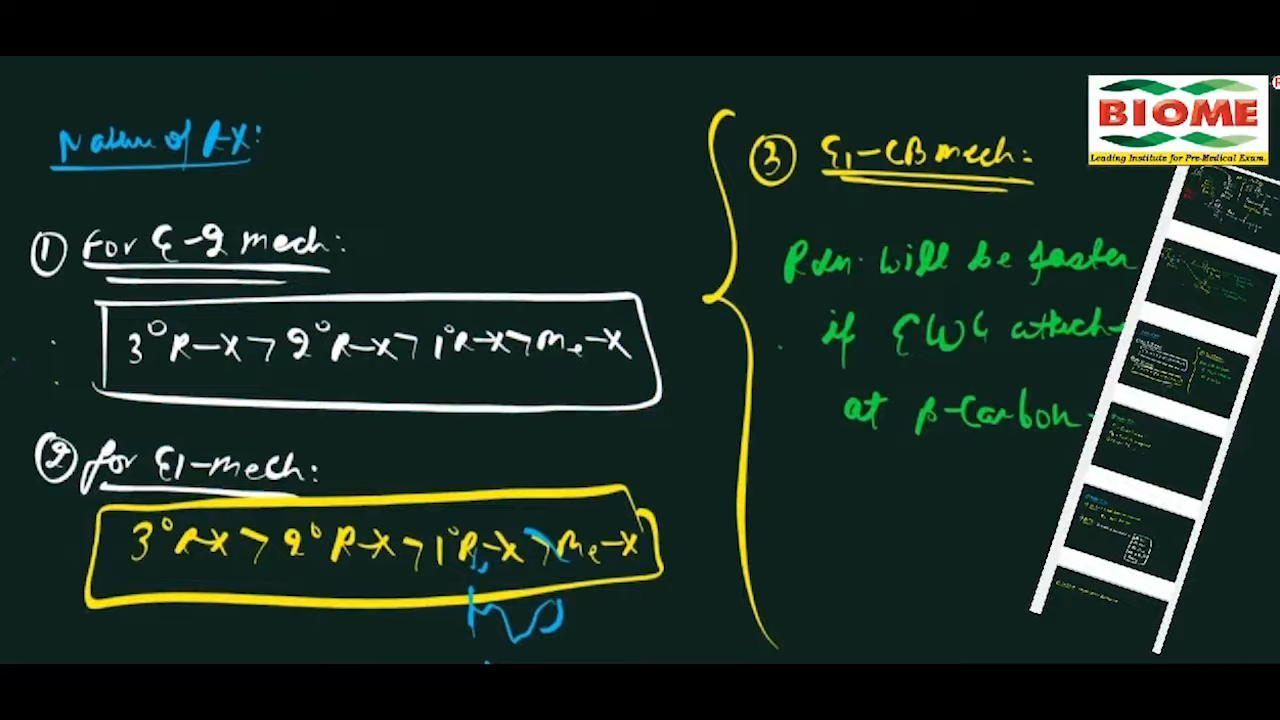 Nature of R-X:
① For E-2 mech:
3° R-X > 2° R-X > 1° R-X > Me-X
② for E1-mech:
3° R-X > 2° R-X > 1° R-X > Me-X
③ E1-CB mech:
Rxn. will be faster
if EWG attach
at β-Carbon
BIOME
Leading Institute for Pre-Medical Exam.